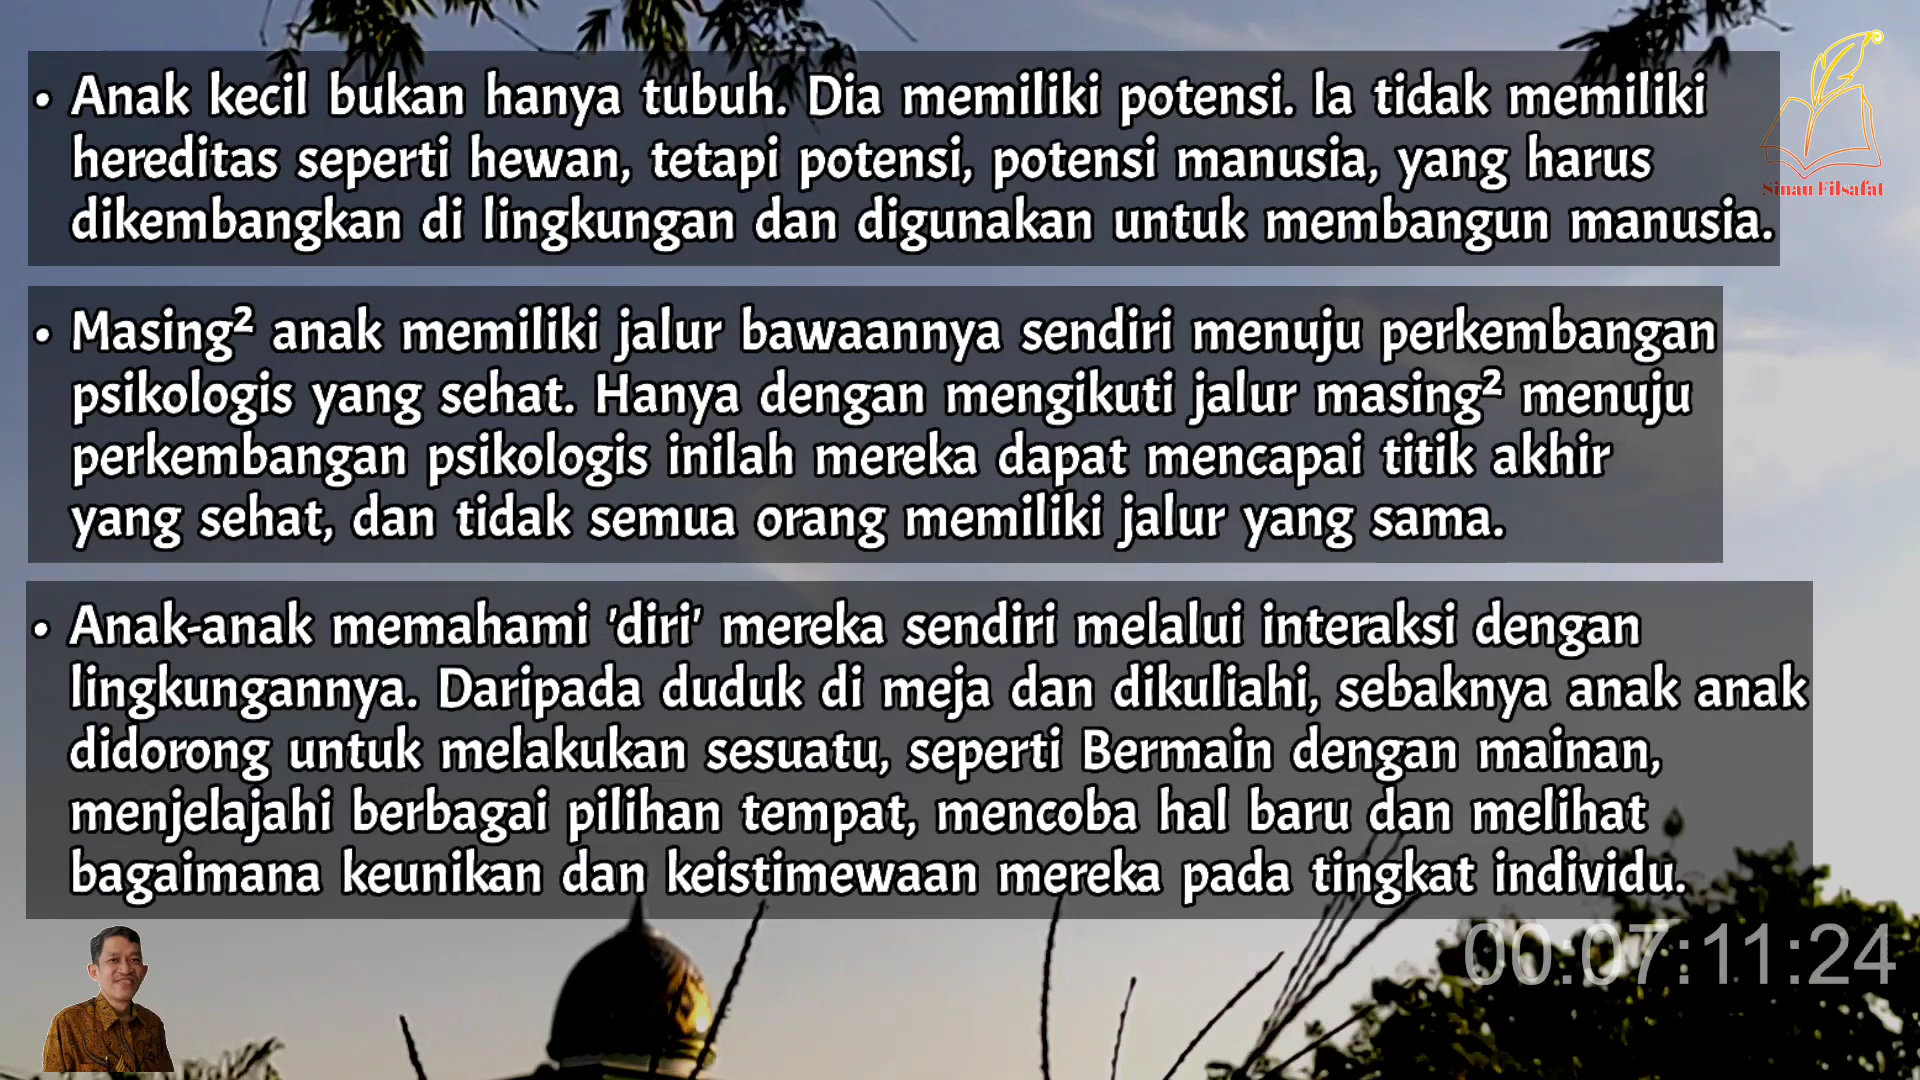 • Anak kecil bukan hanya tubuh. Dia memiliki potensi. la tidak memiliki
hereditas seperti hewan, tetapi potensi, potensi manusia, yang harus
dikembangkan di lingkungan dan digunakan untuk membangun manusia.
Sinau Filsafat
• Masing² anak memiliki jalur bawaannya sendiri menuju perkembangan
psikologis yang sehat. Hanya dengan mengikuti jalur masing² menuju
perkembangan psikologis inilah mereka dapat mencapai titik akhir
yang sehat, dan tidak semua orang memiliki jalur yang sama.
• Anak-anak memahami 'diri' mereka sendiri melalui interaksi dengan
lingkungannya. Daripada duduk di meja dan dikuliahi, sebaknya anak anak
didorong untuk melakukan sesuatu, seperti Bermain dengan mainan,
menjelajahi berbagai pilihan tempat, mencoba hal baru dan melihat
bagaimana keunikan dan keistimewaan mereka pada tingkat individu.
00:07:11:24